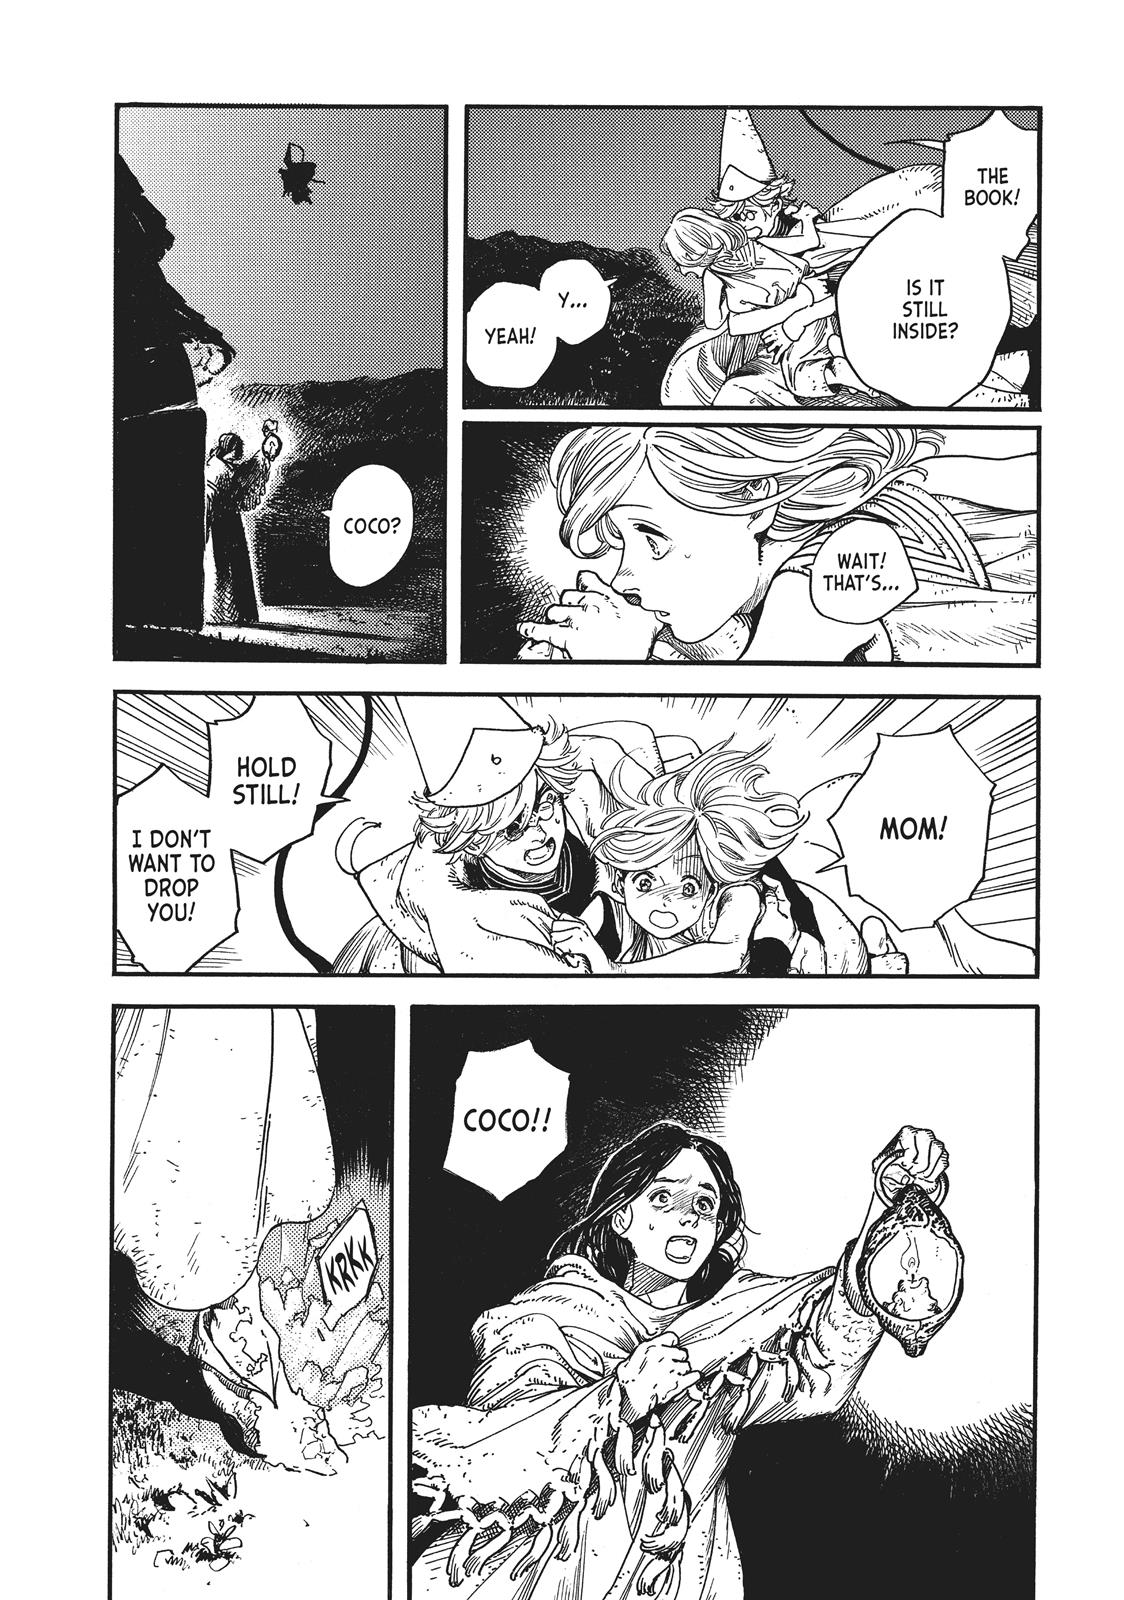 THE
BOOK!
IS IT
STILL
INSIDE?
Y...
YEAH!
WAIT!
THAT'S...
COCO?
MOM!
HOLD
STILL!
I DON'T
WANT TO
DROP
YOU!
COCO!!
KRKK